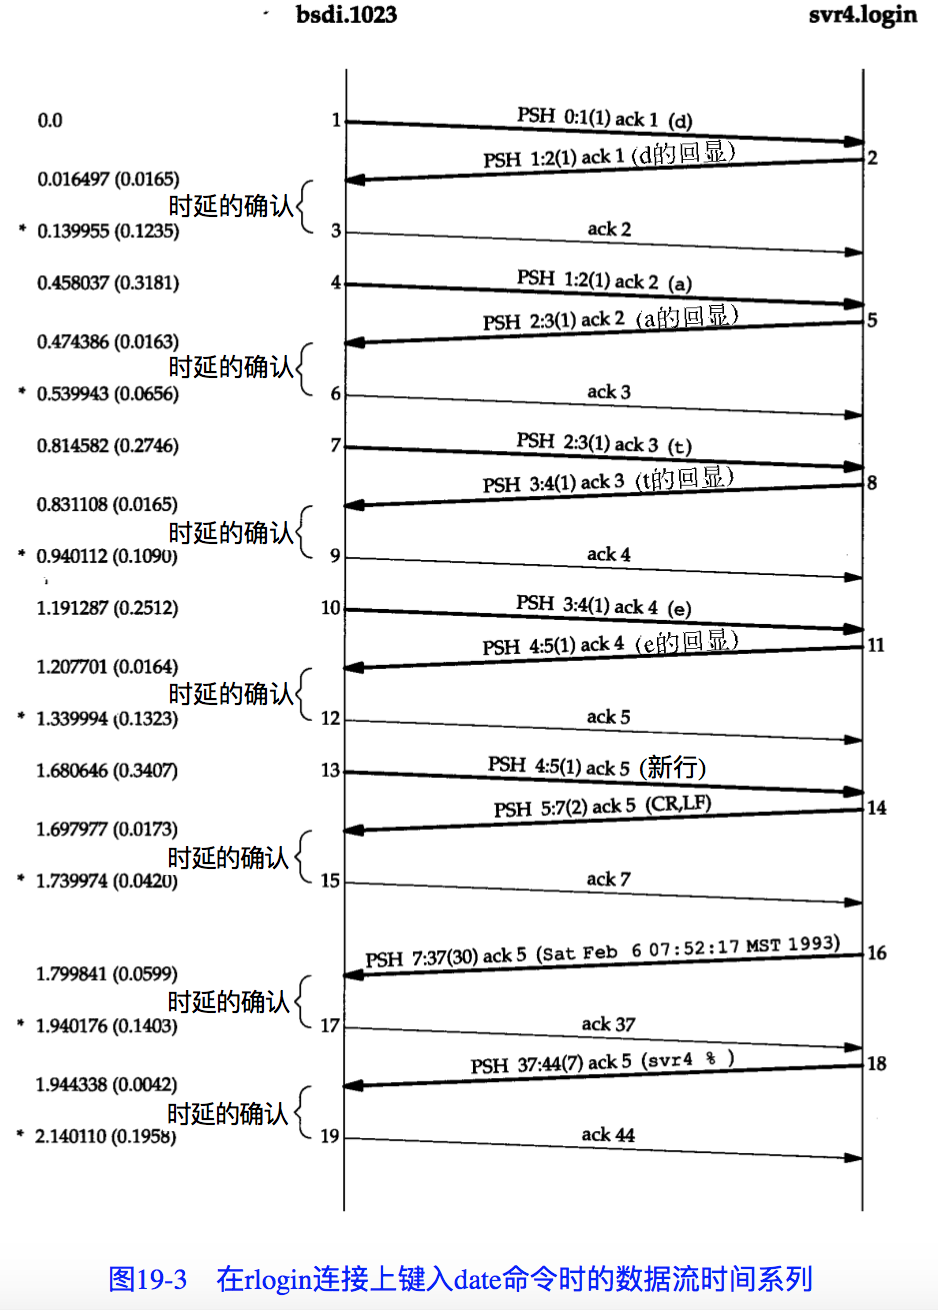 bsdi.1023 svr4.login
0.0 1 PSH 0:1(1) ack 1 (d)
PSH 1:2(1) ack 1 (d的回显) 2
0.016497 (0.0165)
时延的确认
* 0.139955 (0.1235) 3 ack 2
0.458037 (0.3181) 4 PSH 1:2(1) ack 2 (a)
PSH 2:3(1) ack 2 (a的回显) 5
0.474386 (0.0163)
时延的确认
* 0.539943 (0.0656) 6 ack 3
0.814582 (0.2746) 7 PSH 2:3(1) ack 3 (t)
PSH 3:4(1) ack 3 (t的回显) 8
0.831108 (0.0165)
时延的确认
* 0.940112 (0.1090) 9 ack 4
1.191287 (0.2512) 10 PSH 3:4(1) ack 4 (e)
PSH 4:5(1) ack 4 (e的回显) 11
1.207701 (0.0164)
时延的确认
* 1.339994 (0.1323) 12 ack 5
1.680646 (0.3407) 13 PSH 4:5(1) ack 5 (新行)
PSH 5:7(2) ack 5 (CR,LF) 14
1.697977 (0.0173)
时延的确认
* 1.739974 (0.0420) 15 ack 7
PSH 7:37(30) ack 5 (Sat Feb 6 07:52:17 MST 1993) 16
1.799841 (0.0599)
时延的确认
* 1.940176 (0.1403) 17 ack 37
PSH 37:44(7) ack 5 (svr4 % ) 18
1.944338 (0.0042)
时延的确认
* 2.140110 (0.1958) 19 ack 44
图19-3 在rlogin连接上键入date命令时的数据流时间系列